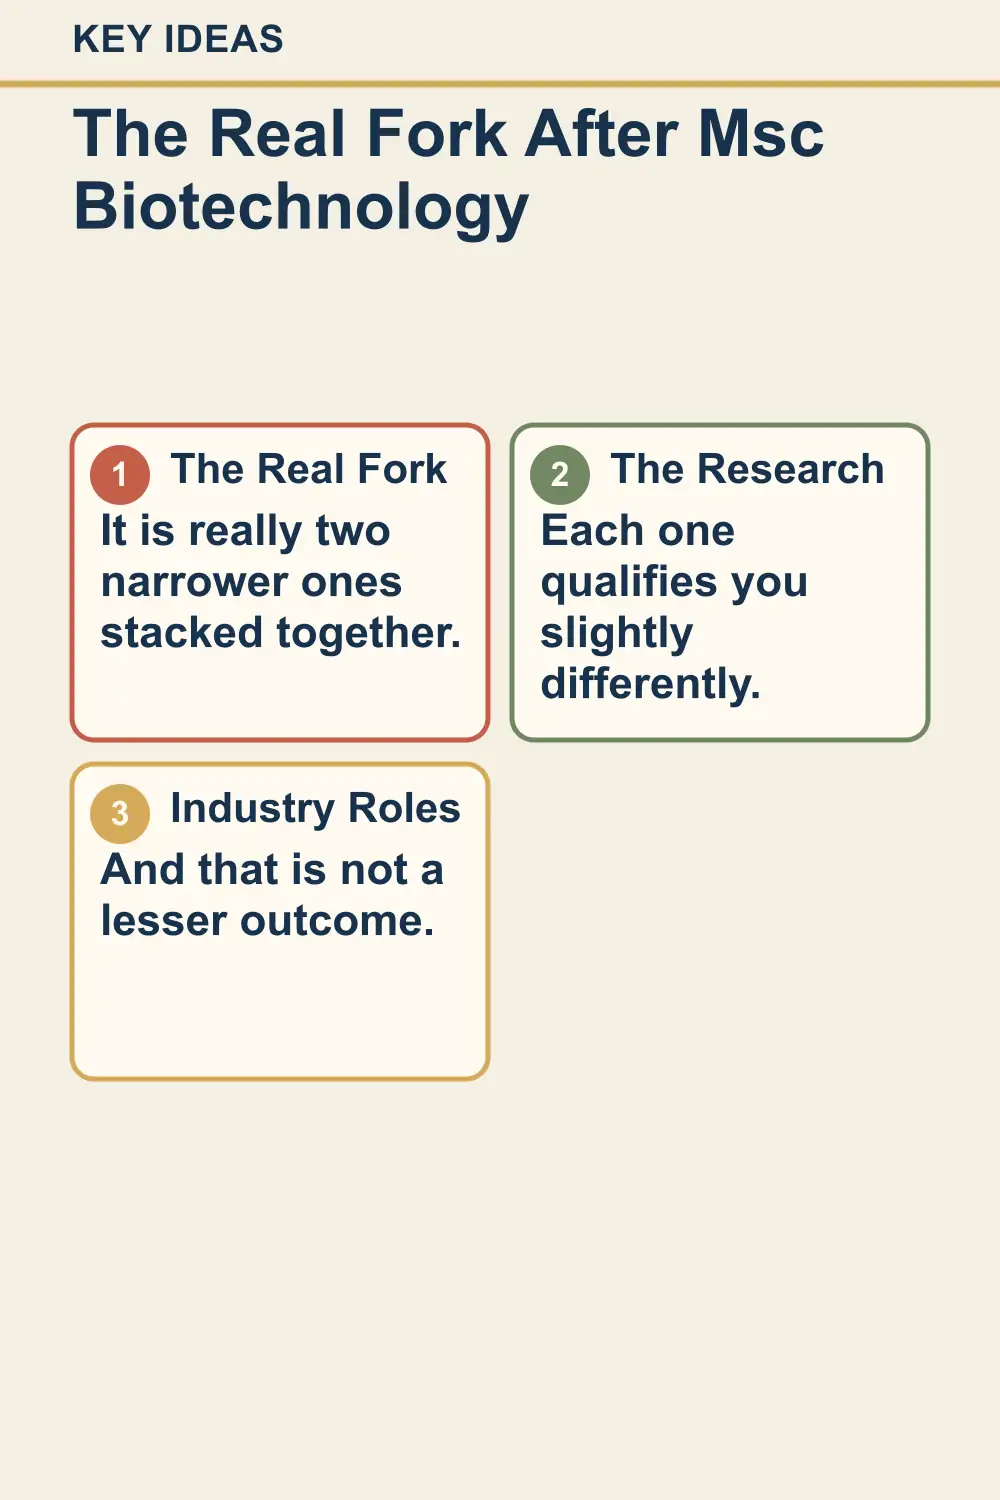 KEY IDEAS
The Real Fork After Msc
Biotechnology
1 The Real Fork
It is really two
narrower ones
stacked together.
2 The Research
Each one
qualifies you
slightly
differently.
3 Industry Roles
And that is not a
lesser outcome.